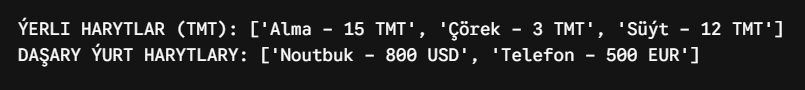 ÝERLI HARYTLAR (TMT): ['Alma – 15 TMT', 'Çörek – 3 TMT', 'Süýt – 12 TMT']
DAŞARY ÝURT HARYTLARY: ['Noutbuk – 800 USD', 'Telefon – 500 EUR']